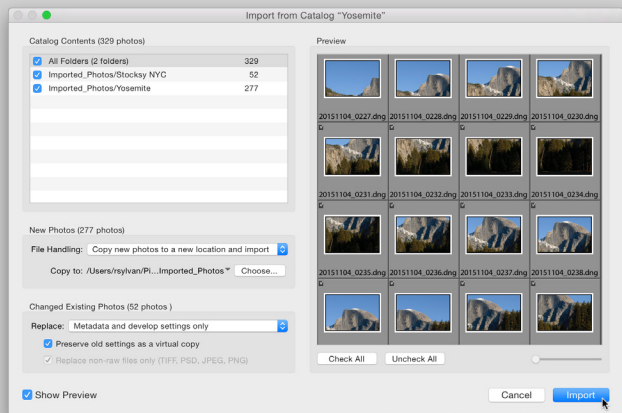 Import from Catalog "Yosemite"
Catalog Contents (329 photos)
All Folders (2 folders) 329
Imported_Photos/Stocksy NYC 52
Imported_Photos/Yosemite 277
New Photos (277 photos)
File Handling: Copy new photos to a new location and import
Copy to: /Users/rsylvan/Pi...Imported_Photos Choose...
Changed Existing Photos (52 photos )
Replace: Metadata and develop settings only
Preserve old settings as a virtual copy
Replace non-raw files only (TIFF, PSD, JPEG, PNG)
Show Preview
Preview
20151104_0227.dng 20151104_0228.dng 20151104_0229.dng 20151104_0230.dng
20151104_0231.dng 20151104_0232.dng 20151104_0233.dng 20151104_0234.dng
20151104_0235.dng 20151104_0236.dng 20151104_0237.dng 20151104_0238.dng
Check All Uncheck All
Cancel Import